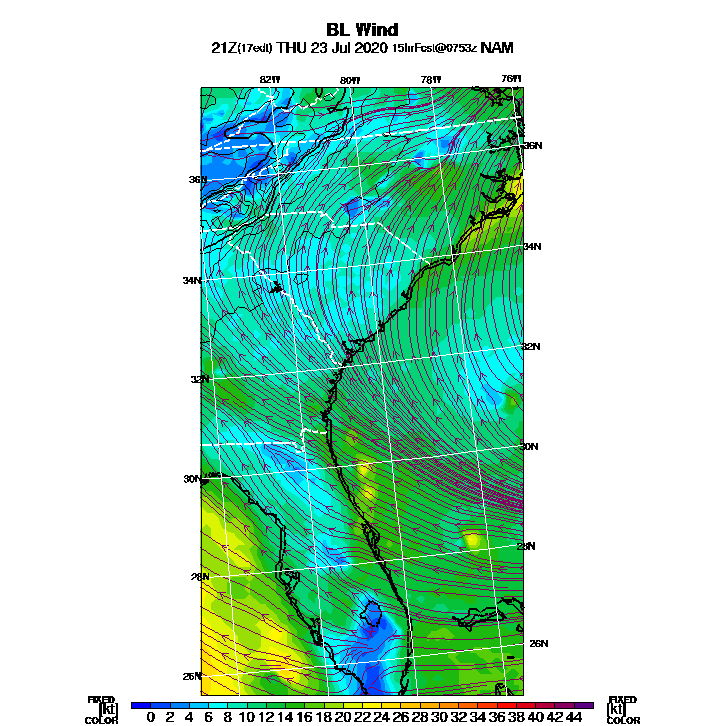 BL Wind
21Z(17edt) THU 23 Jul 2020 15hrFcst@0753z NAM
82W 80W 78W 76W
36N
36N
34N
34N
32N
32N
30N
30N
28N
28N
26N
26N
FIXED FIXED
[kt] [kt]
COLOR COLOR
0 2 4 6 8 10 12 14 16 18 20 22 24 26 28 30 32 34 36 38 40 42 44